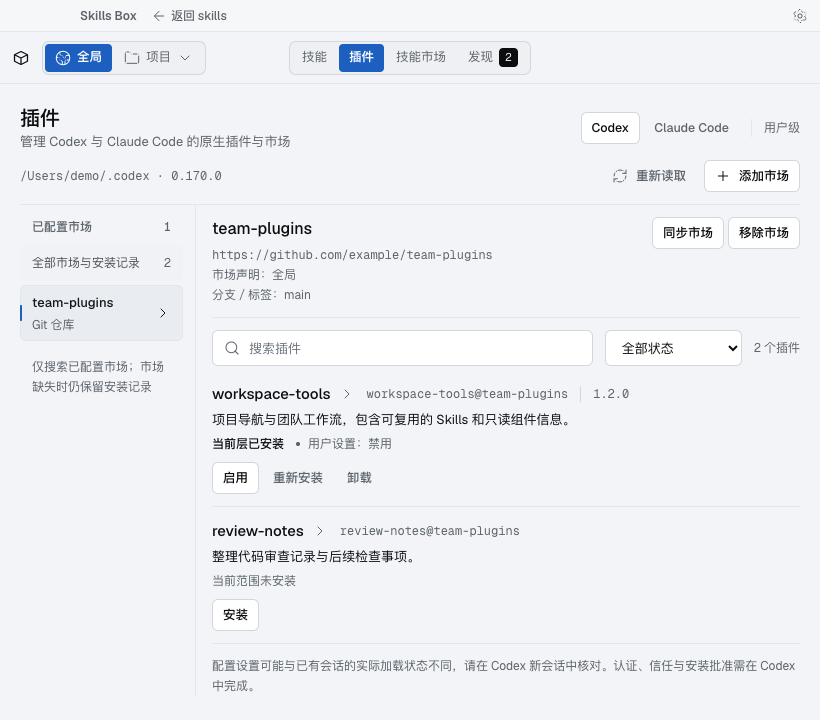 Skills Box
返回 skills
全局
项目
技能
插件
技能市场
发现 2
插件
管理 Codex 与 Claude Code 的原生插件与市场
Codex
Claude Code
用户级
/Users/demo/.codex · 0.170.0
重新读取
添加市场
已配置市场 1
全部市场与安装记录 2
team-plugins
Git 仓库
仅搜索已配置市场；市场
缺失时仍保留安装记录
team-plugins
同步市场
移除市场
https://github.com/example/team-plugins
市场声明：全局
分支 / 标签：main
搜索插件
全部状态
2 个插件
workspace-tools
workspace-tools@team-plugins
1.2.0
项目导航与团队工作流，包含可复用的 Skills 和只读组件信息。
当前层已安装 • 用户设置：禁用
启用
重新安装
卸载
review-notes
review-notes@team-plugins
整理代码审查记录与后续检查事项。
当前范围未安装
安装
配置设置可能与已有会话的实际加载状态不同，请在 Codex 新会话中核对。认证、信任与安装批准需在 Codex
中完成。